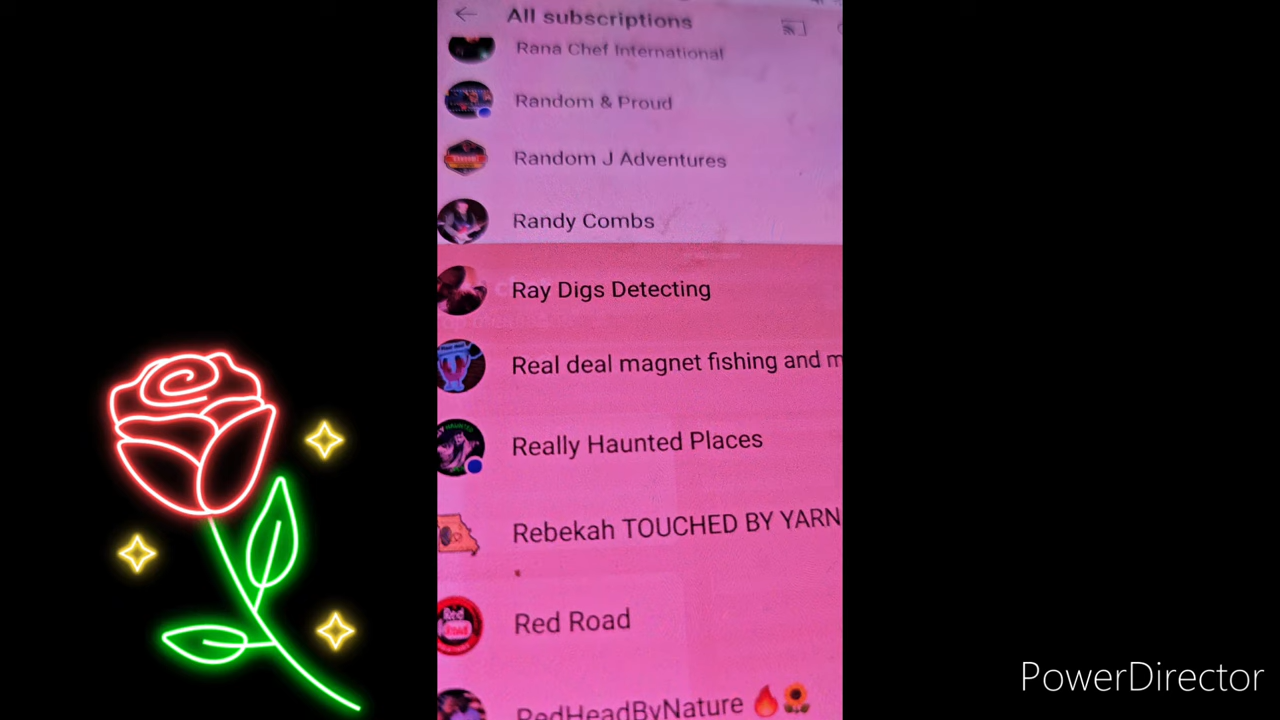 All subscriptions
Rana Chef International
Random & Proud
Random J Adventures
Randy Combs
Ray Digs Detecting
Real deal magnet fishing and m
Really Haunted Places
Rebekah TOUCHED BY YARN
Red Road
RedHeadByNature 🔥🌻
PowerDirector